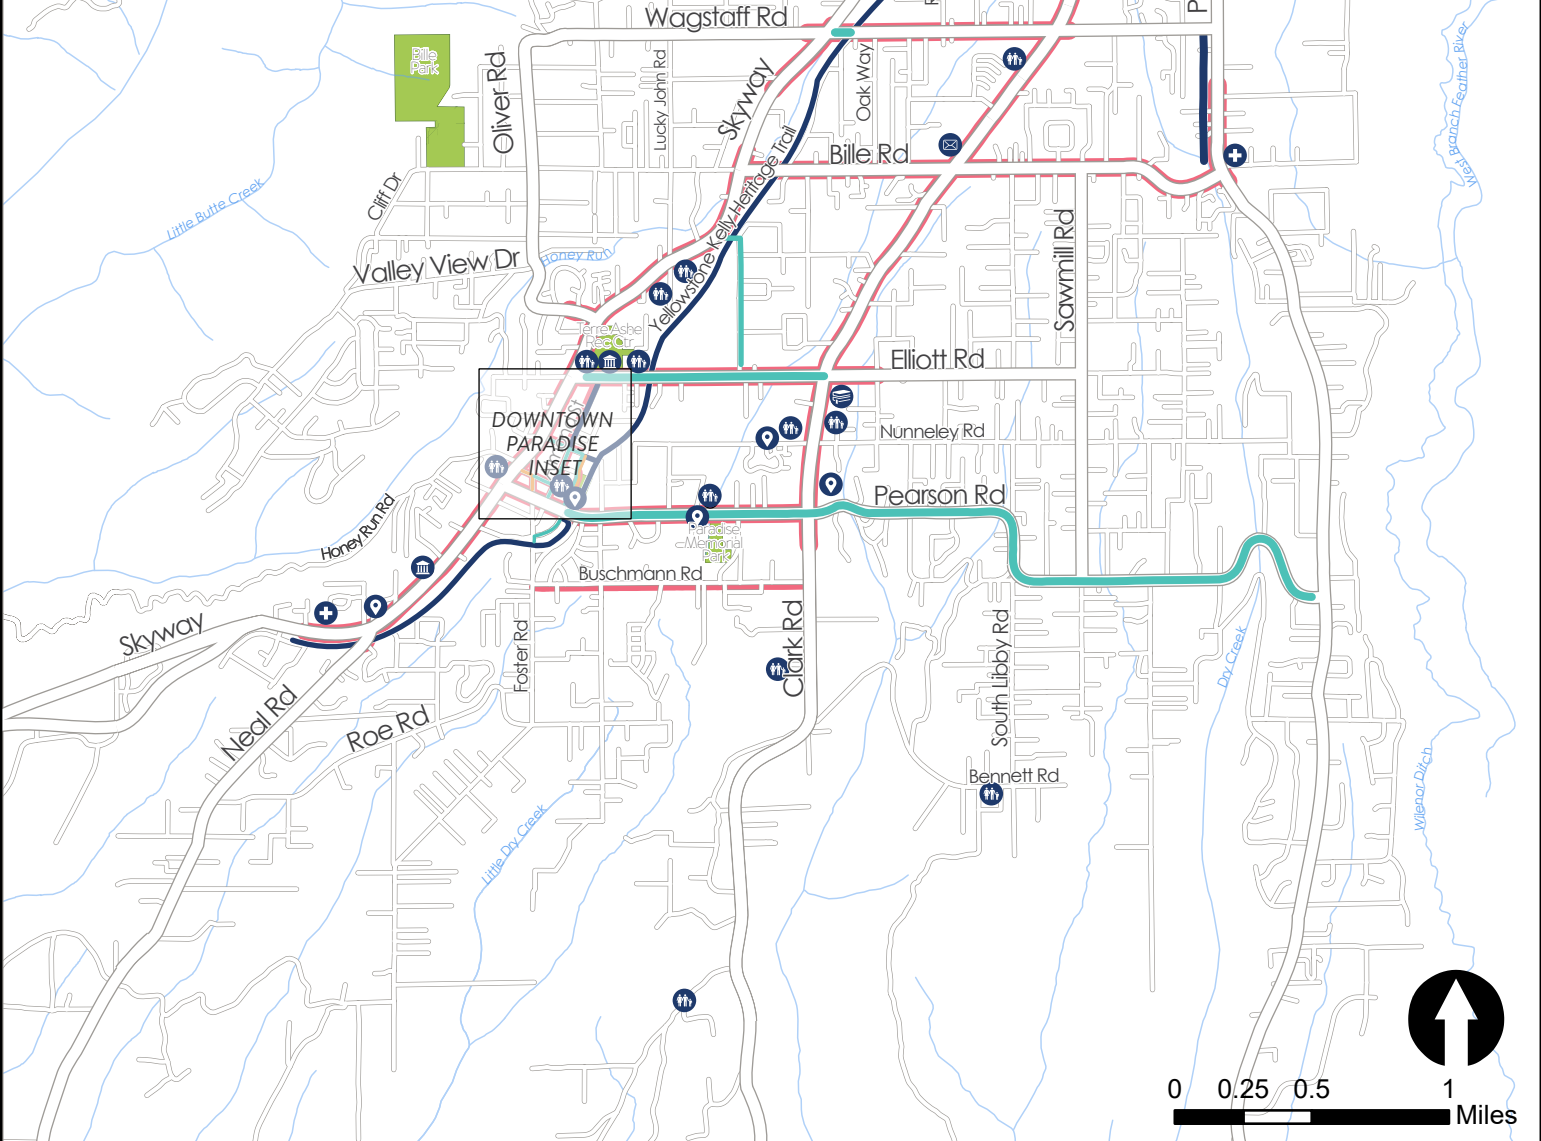 Wagstaff Rd
Bille
Park
Oliver Rd
Lucky John Rd
Skyway
Oak Way
P
Bille Rd
West Branch Feather River
Cliff Dr
Little Butte Creek
Yellowstone Kelly Heritage Trail
Honey Run
Valley View Dr
Sawmill Rd
Terre Ashe
Rec Ctr
Elliott Rd
DOWNTOWN
PARADISE
INSET
Nunneley Rd
Pearson Rd
Honey Run Rd
Paradise
Memorial
Park
Buschmann Rd
Skyway
Foster Rd
Clark Rd
South Libby Rd
Dry Creek
Neal Rd
Roe Rd
Bennett Rd
Wilenor Ditch
Little Dry Creek
0 0.25 0.5 1
Miles